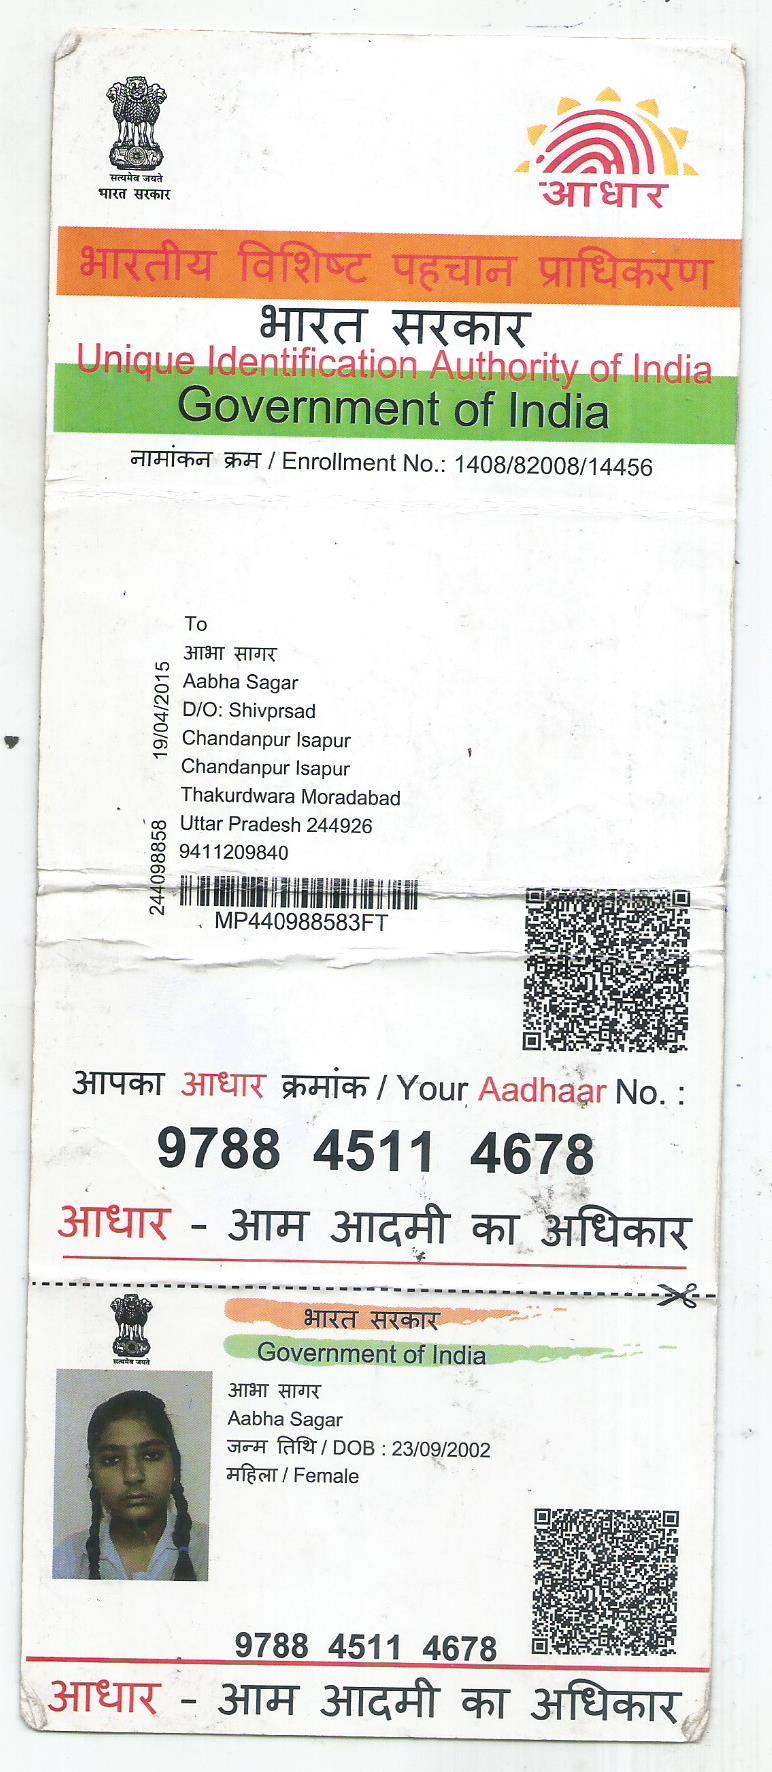 सत्यमेव जयते
भारत सरकार
आधार
भारतीय विशिष्ट पहचान प्राधिकरण
भारत सरकार
Unique Identification Authority of India
Government of India
नामांकन क्रम / Enrollment No.: 1408/82008/14456
To
आभा सागर
Aabha Sagar
D/O: Shivprsad
Chandanpur Isapur
Chandanpur Isapur
Thakurdwara Moradabad
Uttar Pradesh 244926
9411209840
244098858 19/04/2015
MP440988583FT
आपका आधार क्रमांक / Your Aadhaar No. :
9788 4511 4678
आधार - आम आदमी का अधिकार
सत्यमेव जयते
भारत सरकार
Government of India
आभा सागर
Aabha Sagar
जन्म तिथि / DOB : 23/09/2002
महिला / Female
9788 4511 4678
आधार - आम आदमी का अधिकार